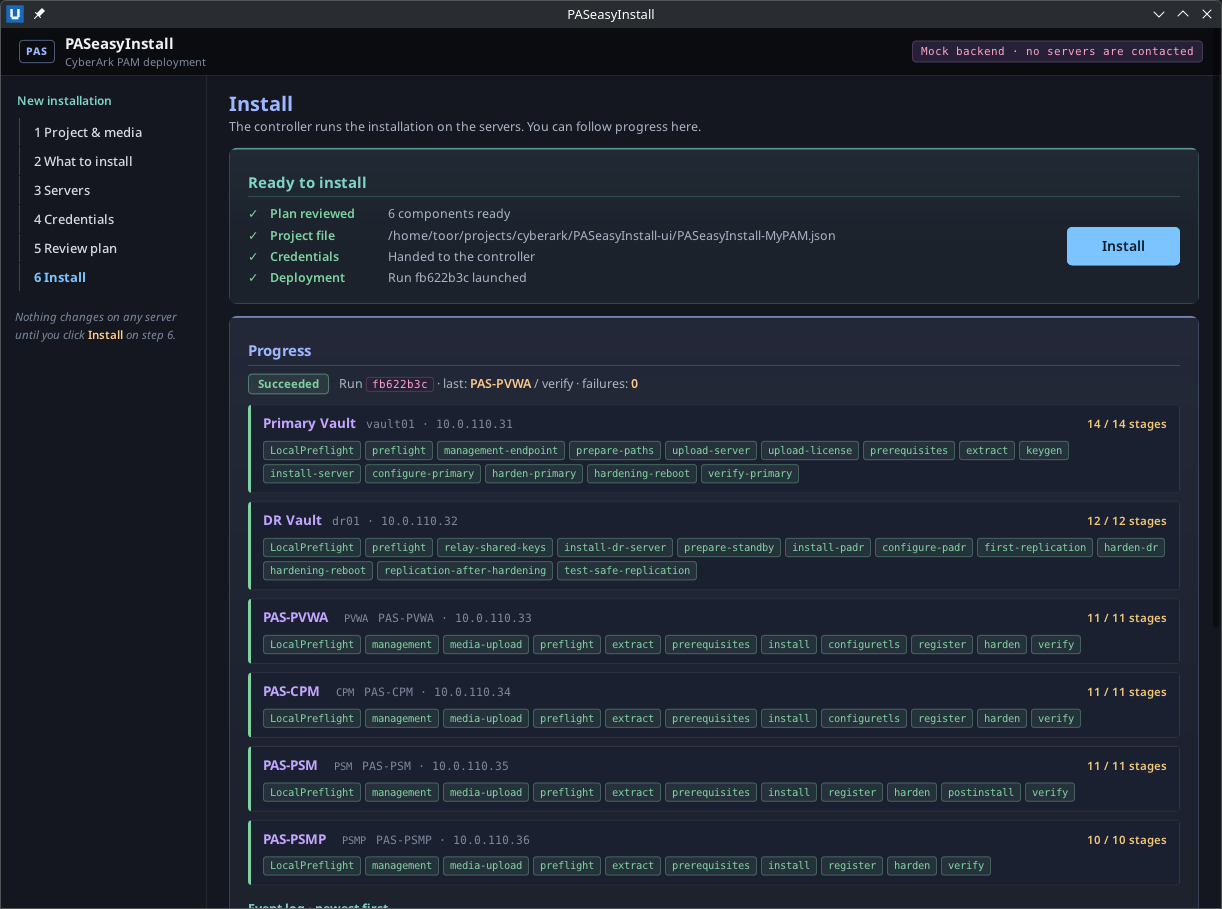 PASeasyInstall
PAS
PASeasyInstall
CyberArk PAM deployment
Mock backend · no servers are contacted
New installation
1 Project & media
2 What to install
3 Servers
4 Credentials
5 Review plan
6 Install
Nothing changes on any server
until you click Install on step 6.
Install
The controller runs the installation on the servers. You can follow progress here.
Ready to install
✓ Plan reviewed 6 components ready
✓ Project file /home/toor/projects/cyberark/PASeasyInstall-ui/PASeasyInstall-MyPAM.json
✓ Credentials Handed to the controller
✓ Deployment Run fb622b3c launched
Install
Progress
Succeeded Run fb622b3c · last: PAS-PVWA / verify · failures: 0
Primary Vault vault01 · 10.0.110.31 14 / 14 stages
LocalPreflight preflight management-endpoint prepare-paths upload-server upload-license prerequisites extract keygen
install-server configure-primary harden-primary hardening-reboot verify-primary
DR Vault dr01 · 10.0.110.32 12 / 12 stages
LocalPreflight preflight relay-shared-keys install-dr-server prepare-standby install-padr configure-padr first-replication harden-dr
hardening-reboot replication-after-hardening test-safe-replication
PAS-PVWA PVWA PAS-PVWA · 10.0.110.33 11 / 11 stages
LocalPreflight management media-upload preflight extract prerequisites install configuretls register harden verify
PAS-CPM CPM PAS-CPM · 10.0.110.34 11 / 11 stages
LocalPreflight management media-upload preflight extract prerequisites install configuretls register harden verify
PAS-PSM PSM PAS-PSM · 10.0.110.35 11 / 11 stages
LocalPreflight management media-upload preflight extract prerequisites install register harden postinstall verify
PAS-PSMP PSMP PAS-PSMP · 10.0.110.36 10 / 10 stages
LocalPreflight management media-upload preflight extract prerequisites install register harden verify
Event log · newest first